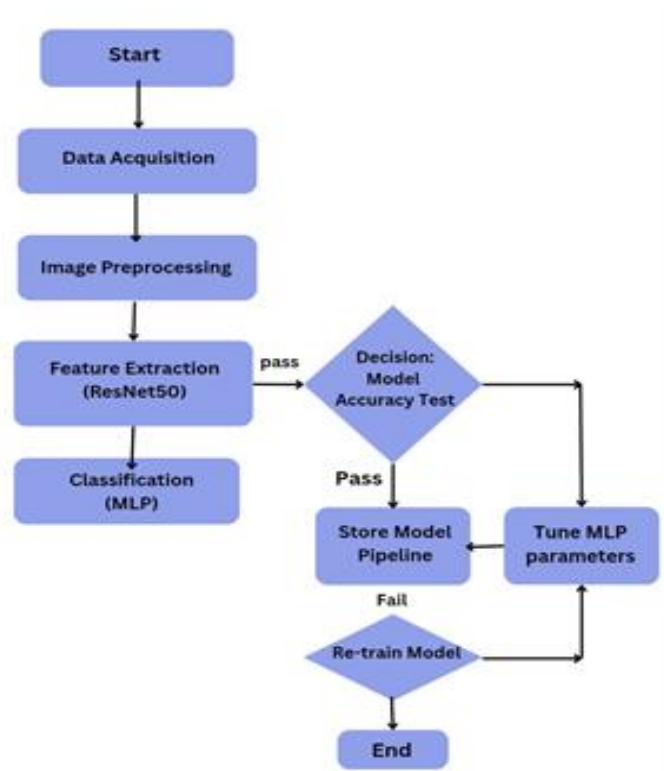 Start
Data Acquisition
Image Preprocessing
Feature Extraction
(ResNet50)
pass
Decision:
Model
Accuracy Test
Classification
(MLP)
Pass
Store Model
Pipeline
Tune MLP
parameters
Fail
Re-train Model
End